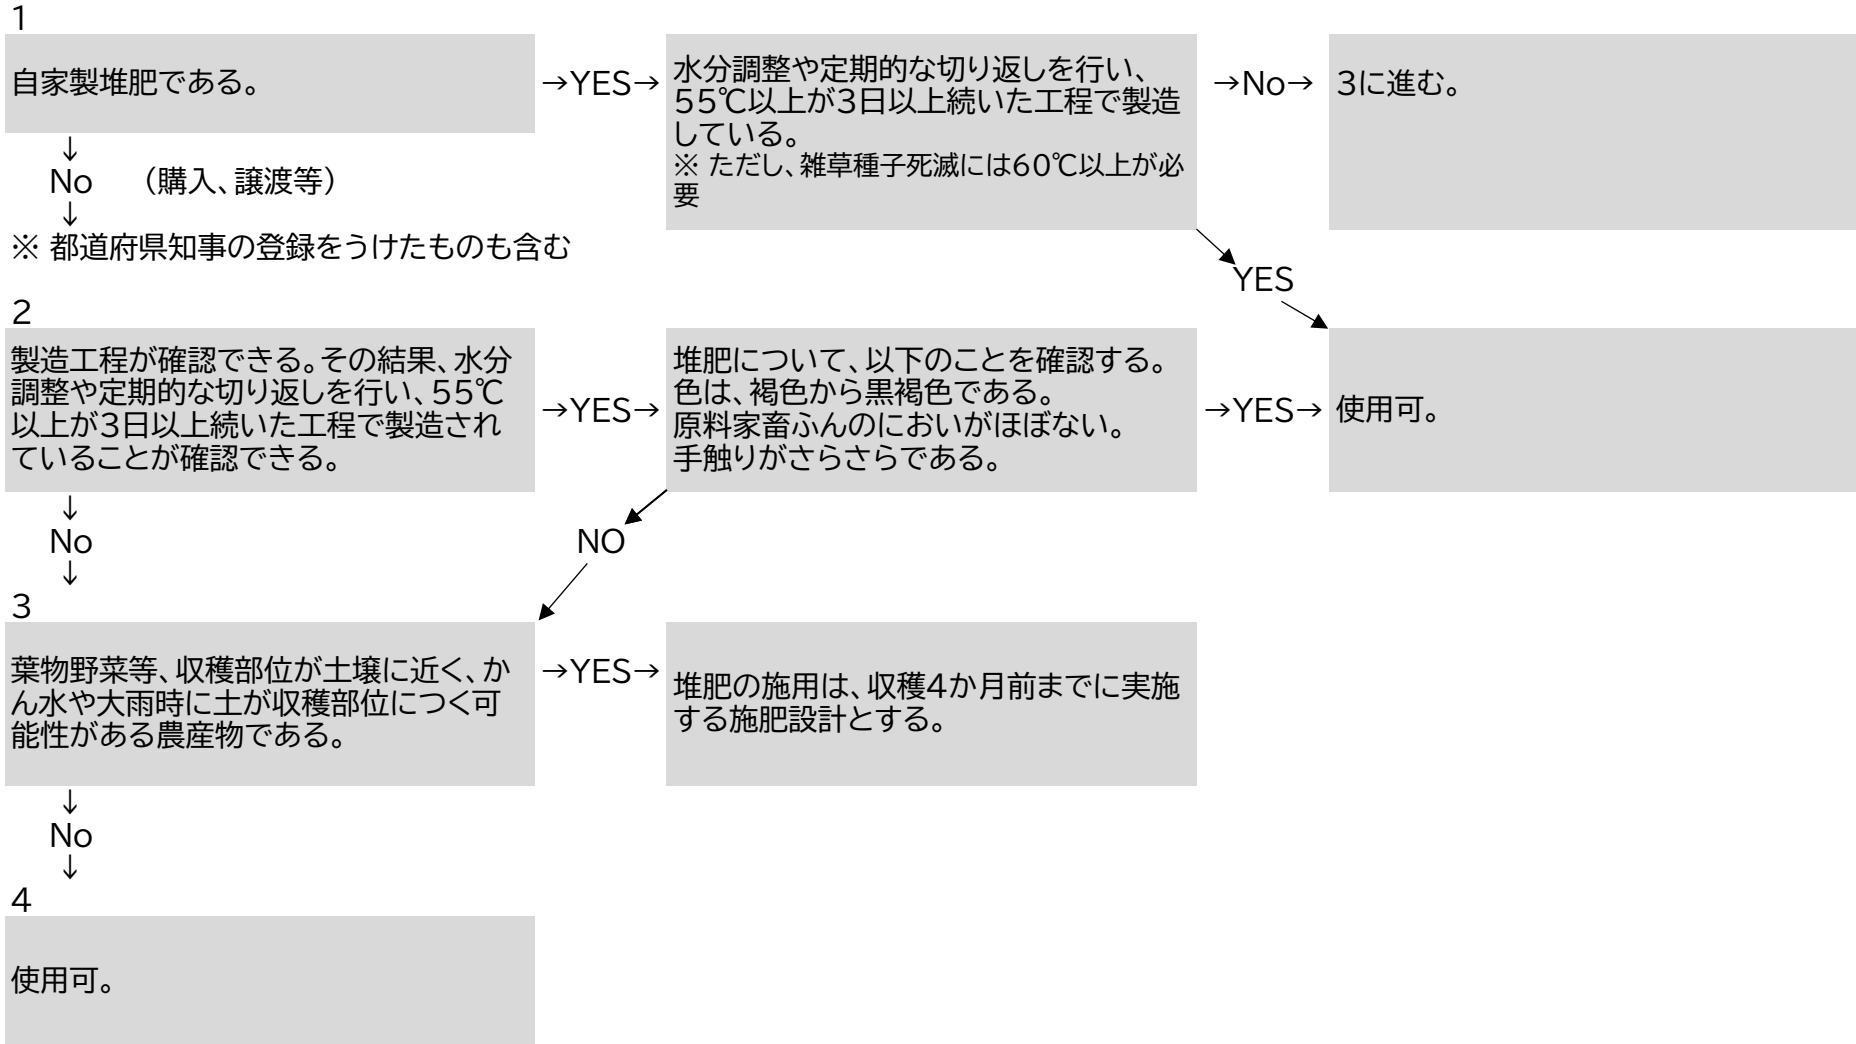 1
自家製堆肥である。
→YES→
水分調整や定期的な切り返しを行い、
55℃以上が3日以上続いた工程で製造
している。
※ ただし、雑草種子死滅には60℃以上が必
要
→No→
3に進む。
↓
No （購入、譲渡等）
↓
※ 都道府県知事の登録をうけたものも含む
YES
2
製造工程が確認できる。その結果、水分
調整や定期的な切り返しを行い、55℃
以上が3日以上続いた工程で製造され
ていることが確認できる。
→YES→
堆肥について、以下のことを確認する。
色は、褐色から黒褐色である。
原料家畜ふんのにおいがほぼない。
手触りがさらさらである。
→YES→
使用可。
↓
No
↓
NO
3
葉物野菜等、収穫部位が土壌に近く、か
ん水や大雨時に土が収穫部位につく可
能性がある農産物である。
→YES→
堆肥の施用は、収穫4か月前までに実施
する施肥設計とする。
↓
No
↓
4
使用可。